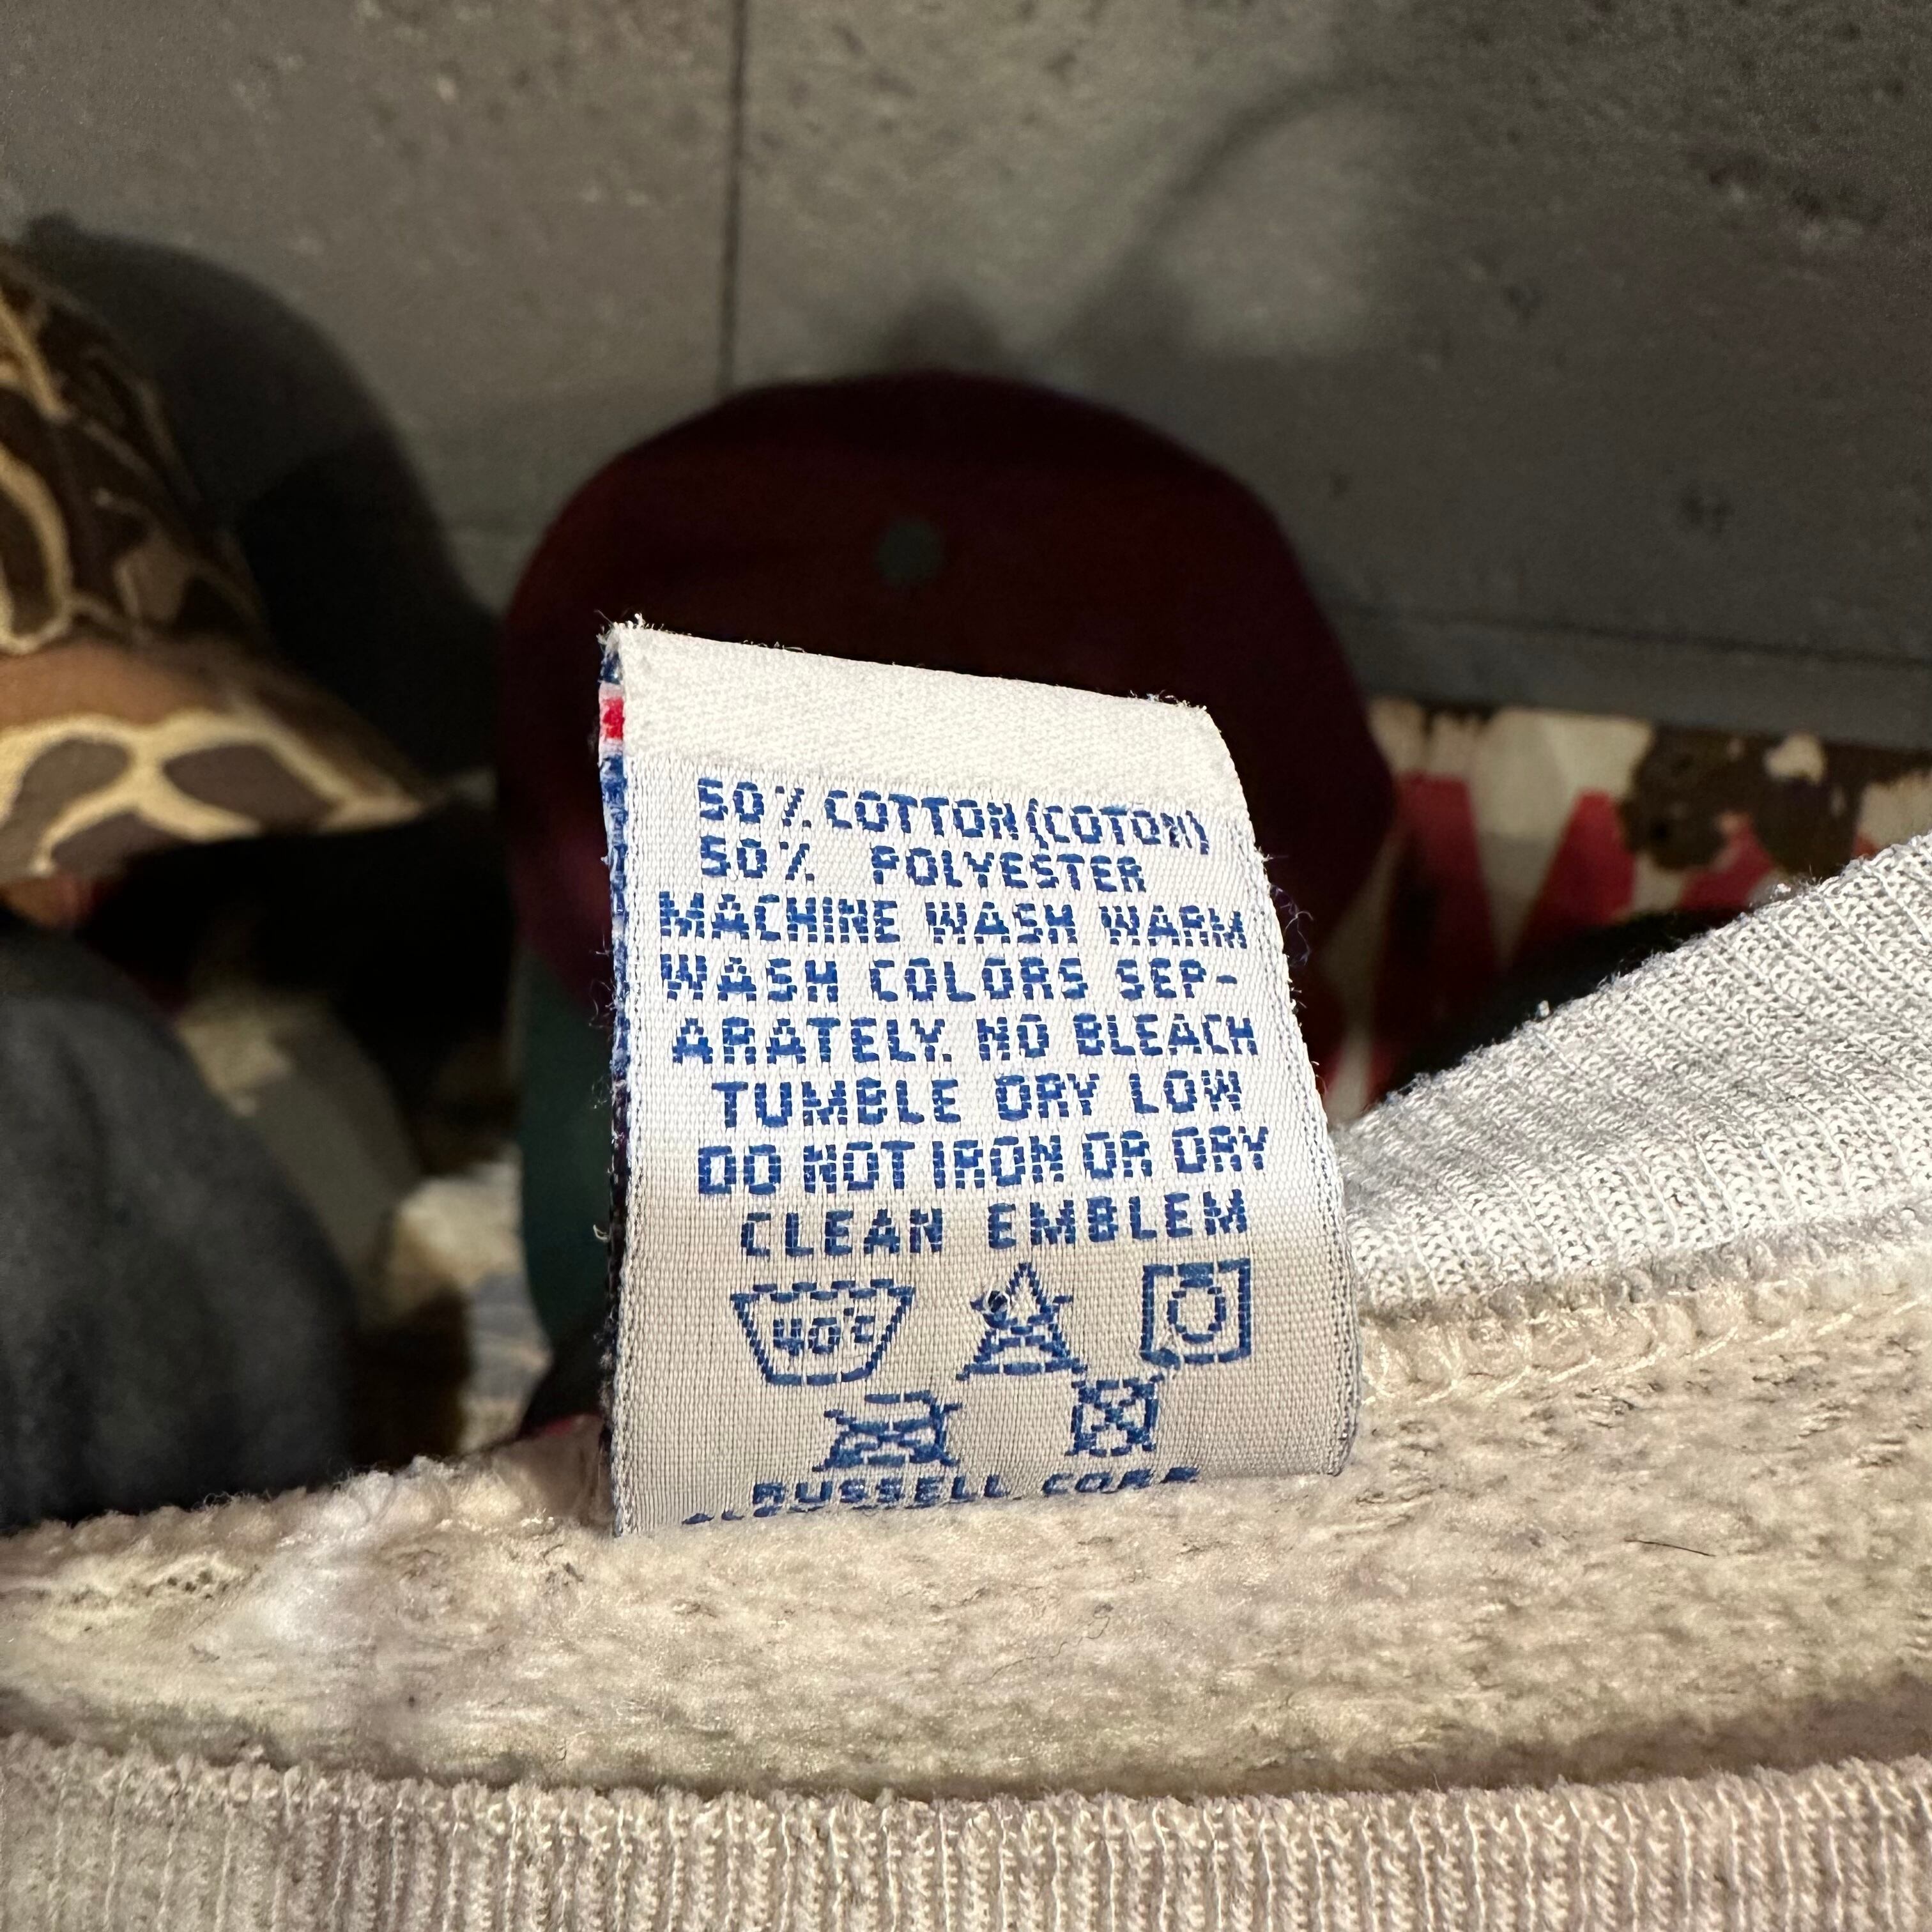 50% COTTON (COTON)
50% POLYESTER
MACHINE WASH WARM
WASH COLORS SEP-
ARATELY. NO BLEACH
TUMBLE DRY LOW
DO NOT IRON OR DRY
CLEAN EMBLEM
40°C
RUSSELL CORP